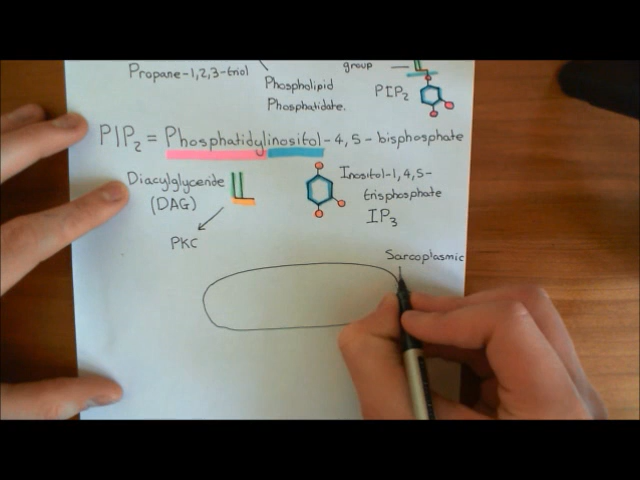 Propane-1,2,3-triol
Phospholipid
Phosphatidate.
group
PIP2
PIP2 = Phosphatidylinositol-4,5-bisphosphate
Diacylglyceride
(DAG)
PKC
Inositol-1,4,5-
trisphosphate
IP3
Sarcoplasmic